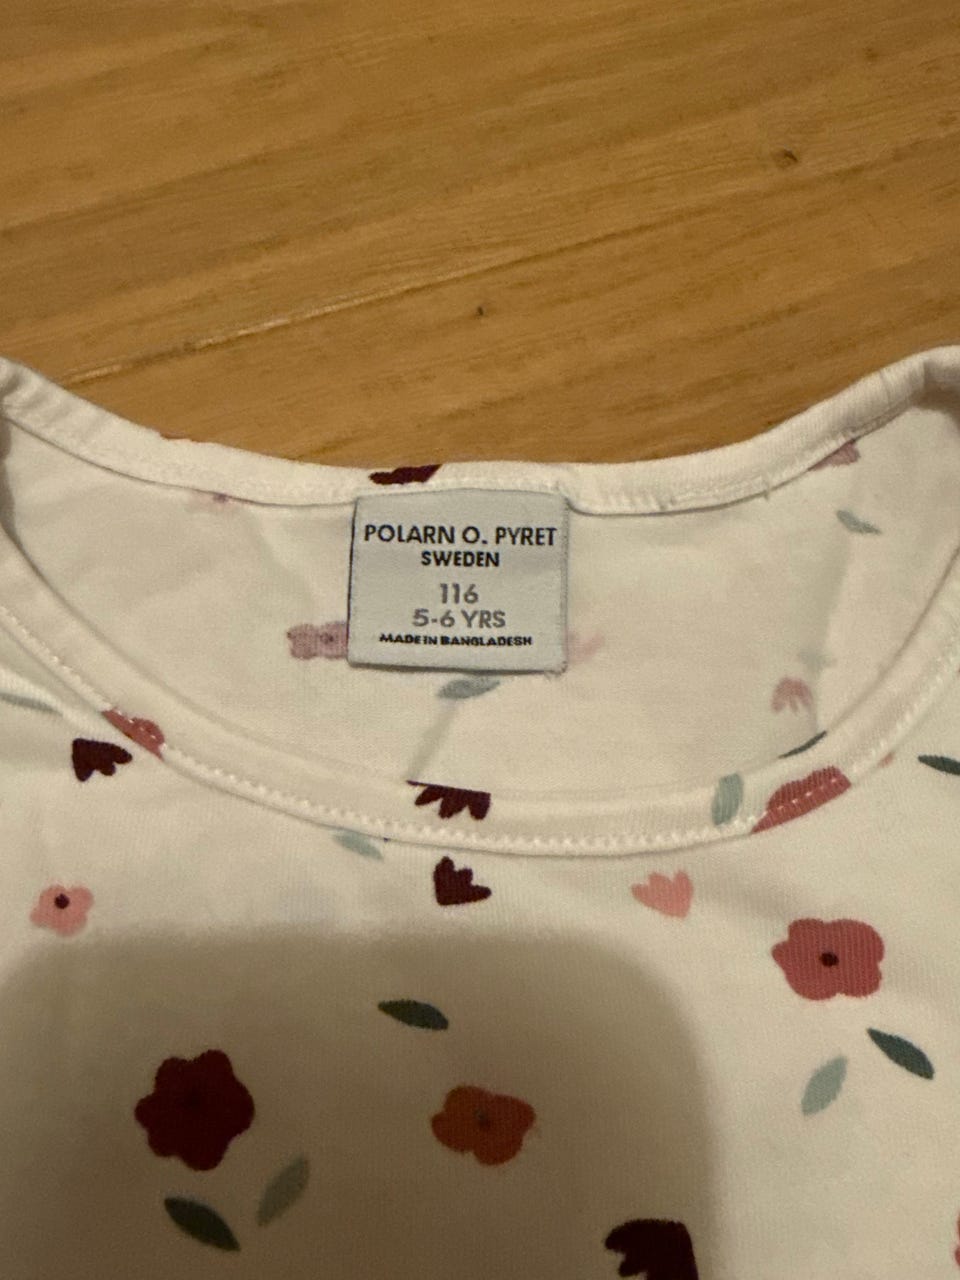 POLARN O. PYRET
SWEDEN
116
5-6 YRS
MADE IN BANGLADESH